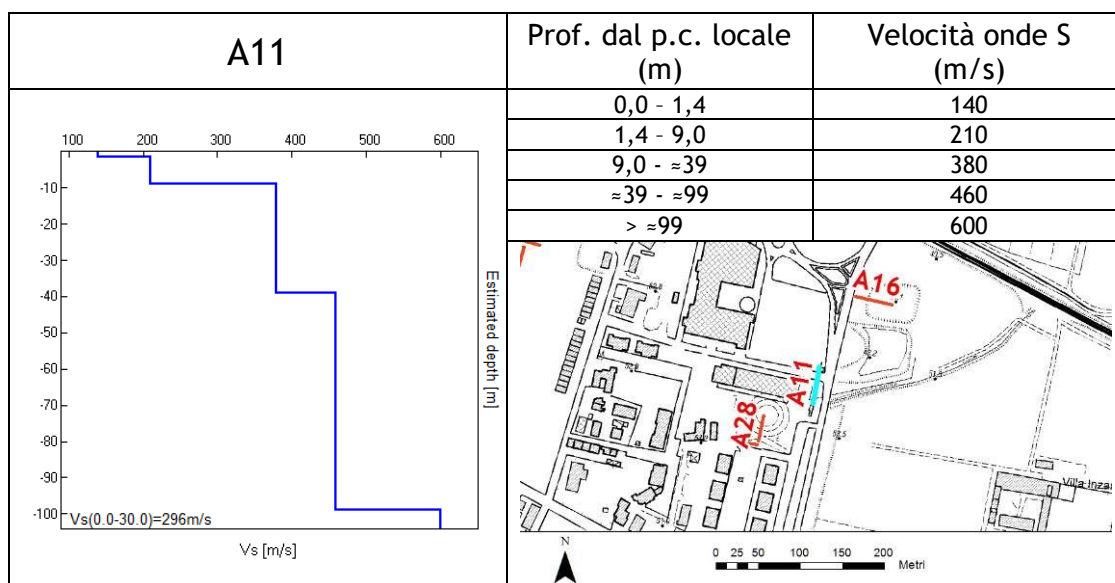 A11
Prof. dal p.c. locale
(m)
Velocità onde S
(m/s)
0,0 – 1,4
140
1,4 – 9,0
210
9,0 - ≈39
380
≈39 - ≈99
460
> ≈99
600
100 200 300 400 500 600
-10
-20
-30
-40
-50
-60
-70
-80
-90
-100
Estimated depth [m]
Vs(0.0-30.0)=296m/s
Vs [m/s]
A16
A11
A28
Villa Inza
N
0 25 50 100 150 200
Metri